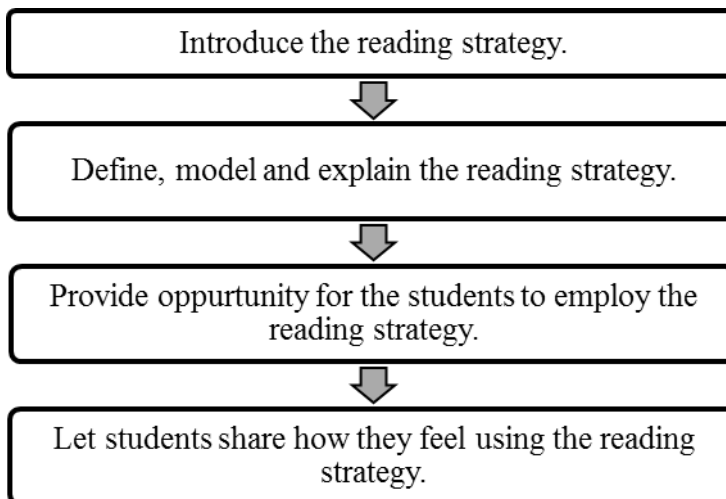 Introduce the reading strategy.
Define, model and explain the reading strategy.
Provide oppurtunity for the students to employ the
reading strategy.
Let students share how they feel using the reading
strategy.